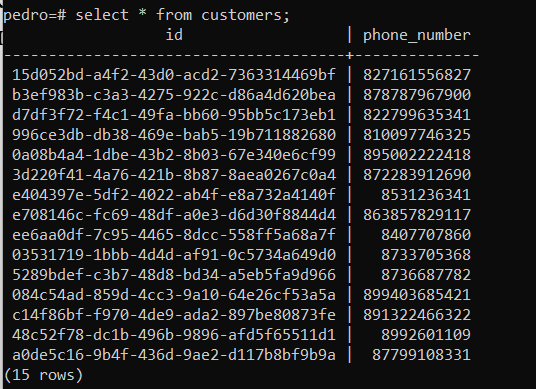 pedro=# select * from customers;
id | phone_number
--------------------------------------+--------------
15d052bd-a4f2-43d0-acd2-7363314469bf | 827161556827
b3ef983b-c3a3-4275-922c-d86a4d620bea | 878787967900
d7df3f72-f4c1-49fa-bb60-95bb5c173eb1 | 822799635341
996ce3db-db38-469e-bab5-19b711882680 | 810097746325
0a08b4a4-1dbe-43b2-8b03-67e340e6cf99 | 895002222418
3d220f41-4a76-421b-8b87-8aea0267c0a4 | 872283912690
e404397e-5df2-4022-ab4f-e8a732a4140f | 8531236341
e708146c-fc69-48df-a0e3-d6d30f8844d4 | 863857829117
ee6aa0df-7c95-4465-8dcc-558ff5a68a7f | 8407707860
03531719-1bbb-4d4d-af91-0c5734a649d0 | 8733705368
5289bdef-c3b7-48d8-bd34-a5eb5fa9d966 | 8736687782
084c54ad-859d-4cc3-9a10-64e26cf53a5a | 899403685421
c14f86bf-f970-4de9-ada2-897be80873fe | 891322466322
48c52f78-dc1b-496b-9896-afd5f65511d1 | 8992601109
a0de5c16-9b4f-436d-9ae2-d117b8bf9b9a | 87799108331
(15 rows)